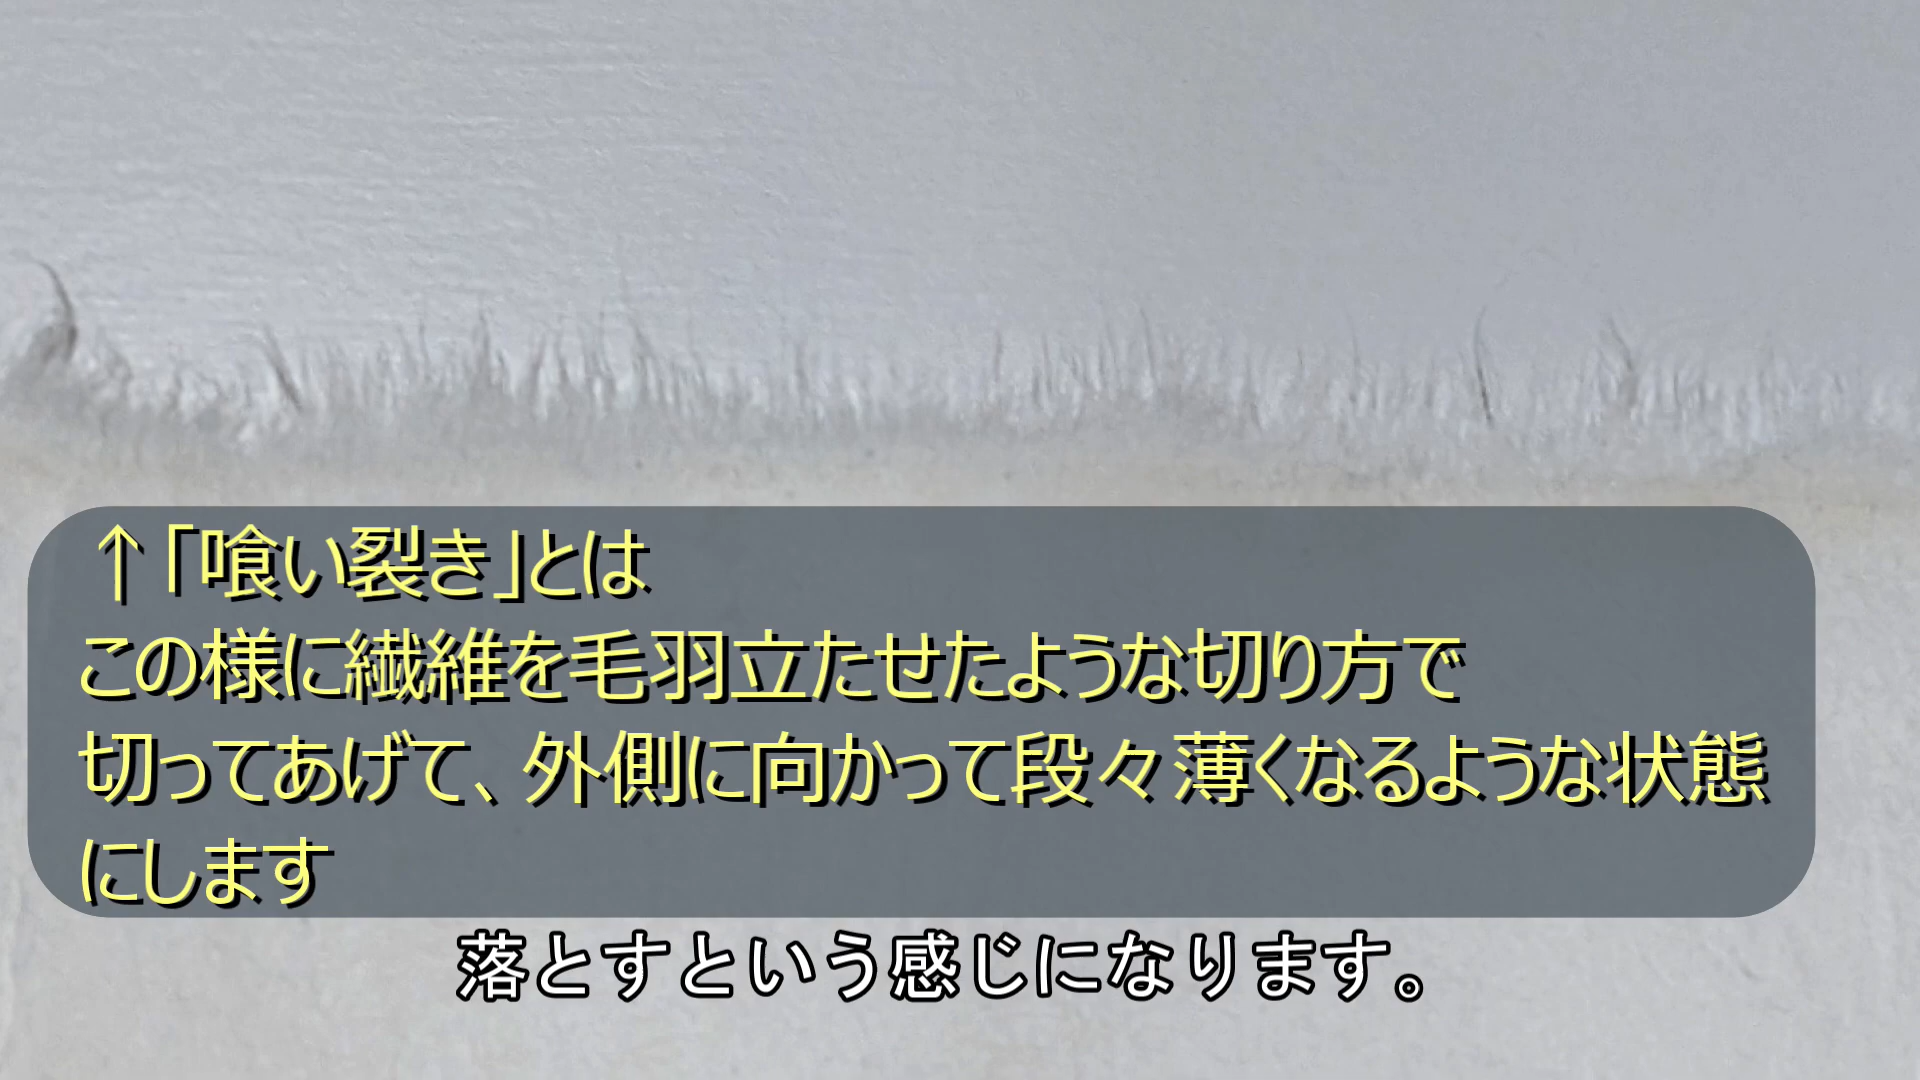 ↑「喰い裂き」とは
この様に繊維を毛羽立たせたような切り方で
切ってあげて、外側に向かって段々薄くなるような状態
にします
落とすという感じになります。